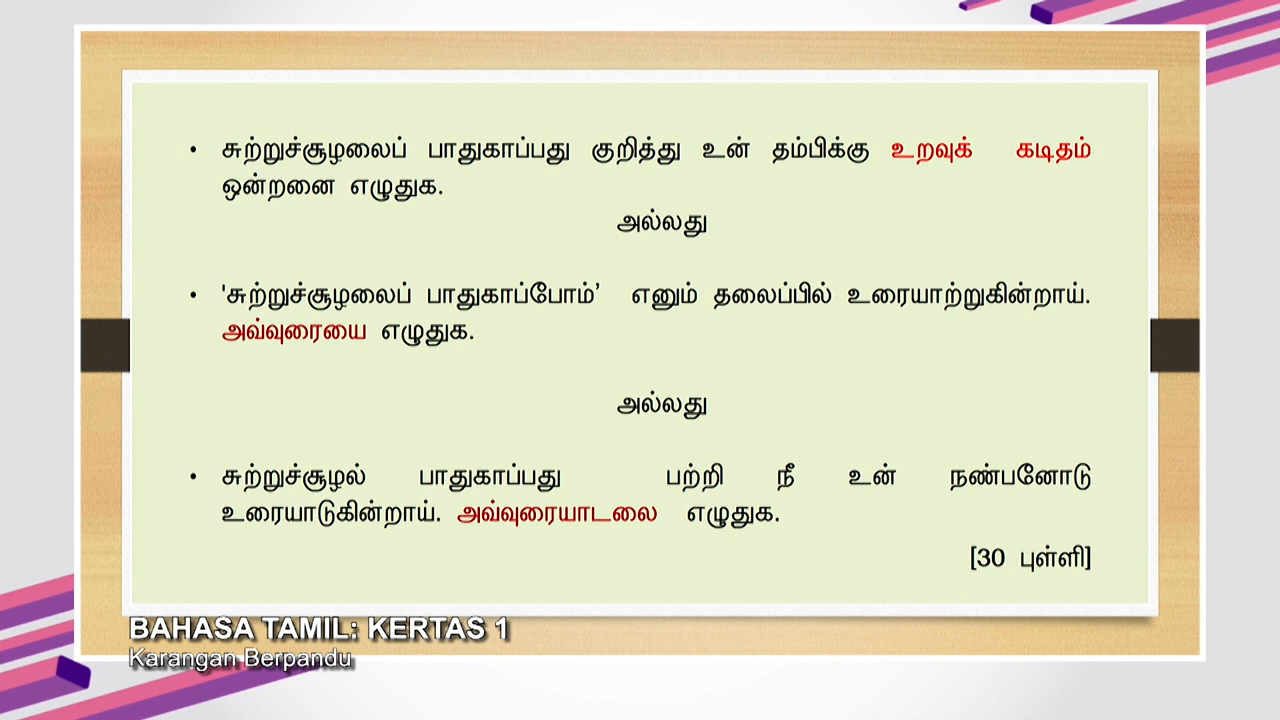 • சுற்றுச்சூழலைப் பாதுகாப்பது குறித்து உன் தம்பிக்கு உறவுக் கடிதம்
ஒன்றனை எழுதுக.
அல்லது
• 'சுற்றுச்சூழலைப் பாதுகாப்போம்’ எனும் தலைப்பில் உரையாற்றுகின்றாய்.
அவ்வுரையை எழுதுக.
அல்லது
• சுற்றுச்சூழல் பாதுகாப்பது பற்றி நீ உன் நண்பனோடு
உரையாடுகின்றாய். அவ்வுரையாடலை எழுதுக.
[30 புள்ளி]
BAHASA TAMIL: KERTAS 1
Karangan Berpandu